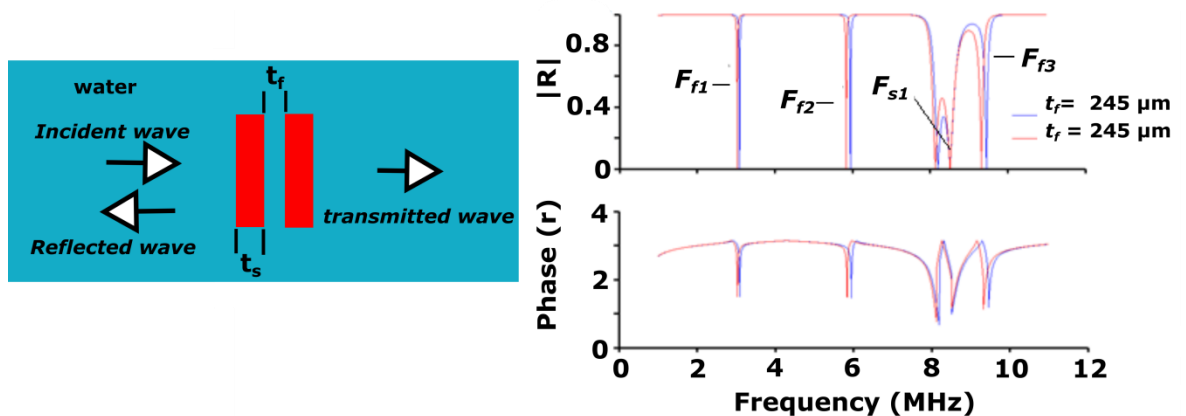 water
t_f
Incident wave
Reflected wave
transmitted wave
t_s
|R|
0.8
0.4
0
F_f1
F_f2
F_s1
F_f3
t_f= 245 µm
t_f = 245 µm
Phase (r)
4
2
0
0 2 4 6 8 10 12
Frequency (MHz)